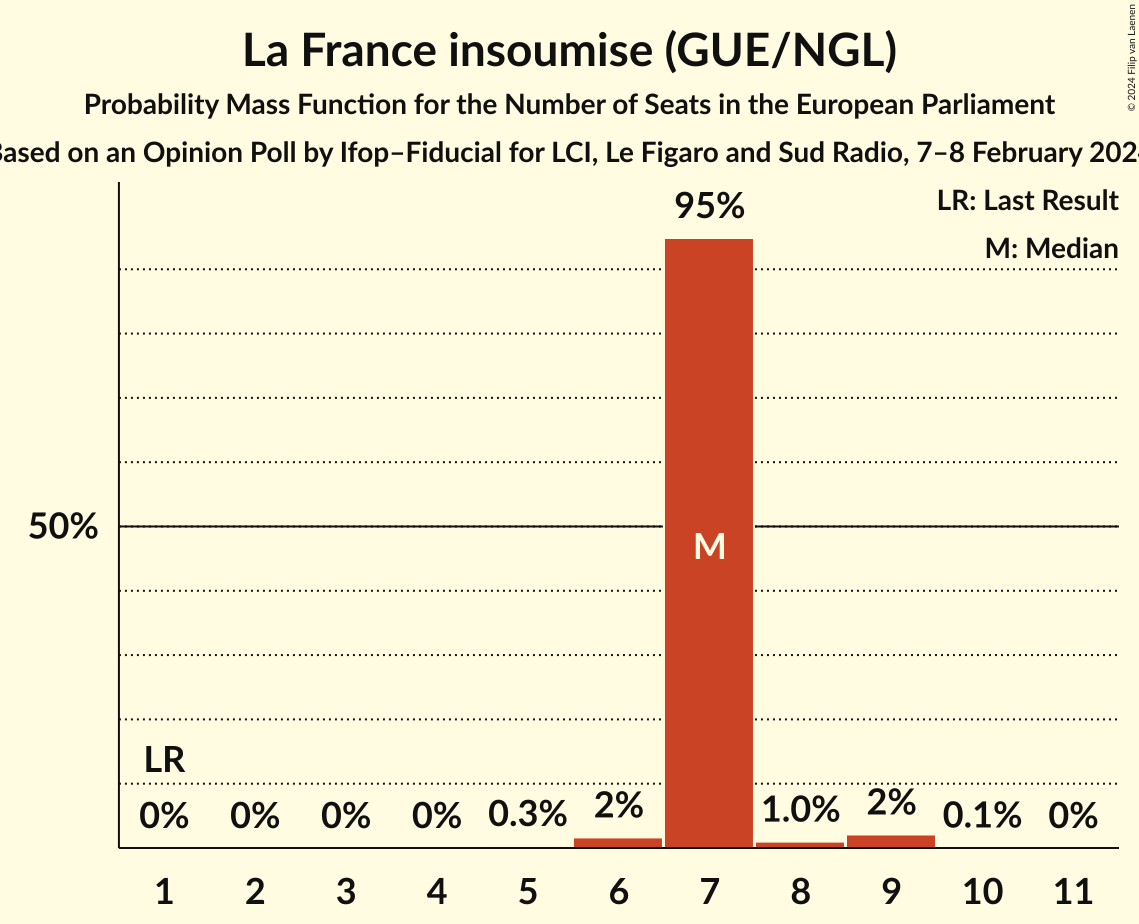 La France insoumise (GUE/NGL)
Probability Mass Function for the Number of Seats in the European Parliament
on an Opinion Poll by Ifop–Fiducial for LCI, Le Figaro and Sud Radio, 7–8 February
© 2024 Filip van Laenen
LR: Last Result
M: Median
95%
50%
M
LR
0% 0% 0% 0% 0.3% 2% 1.0% 2% 0.1% 0%
1 2 3 4 5 6 7 8 9 10 11